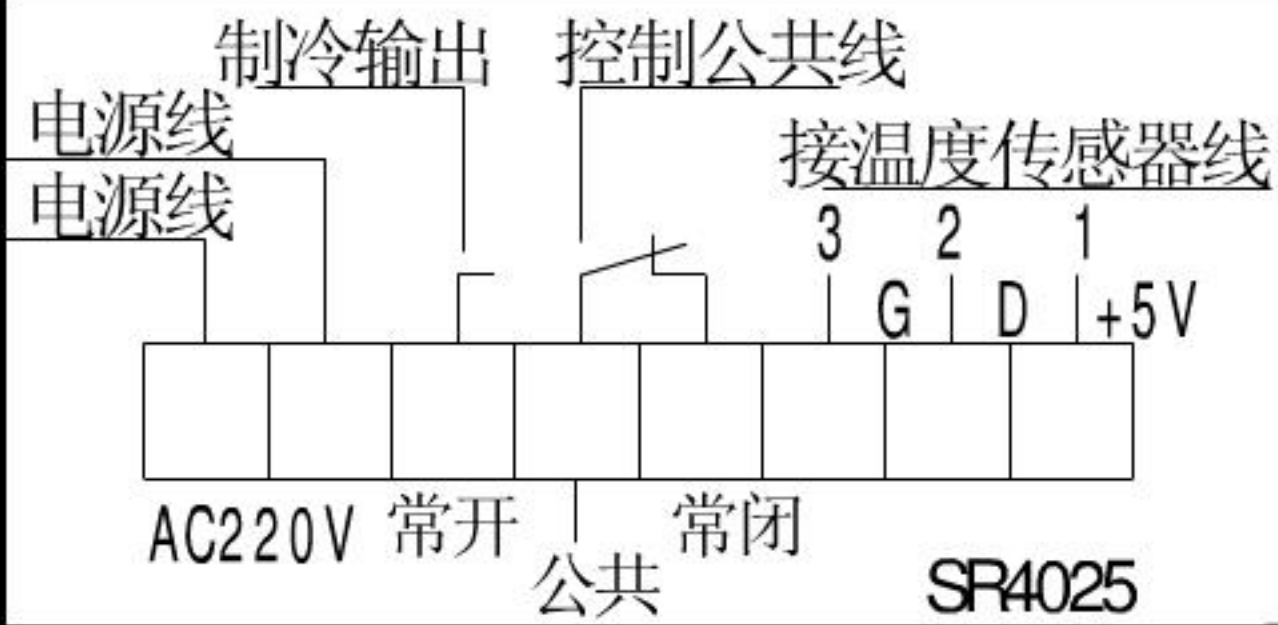 制冷输出 控制公共线
电源线
接温度传感器线
电源线
3 2 1
G D +5V
AC220V 常开 常闭
公共
SR4025